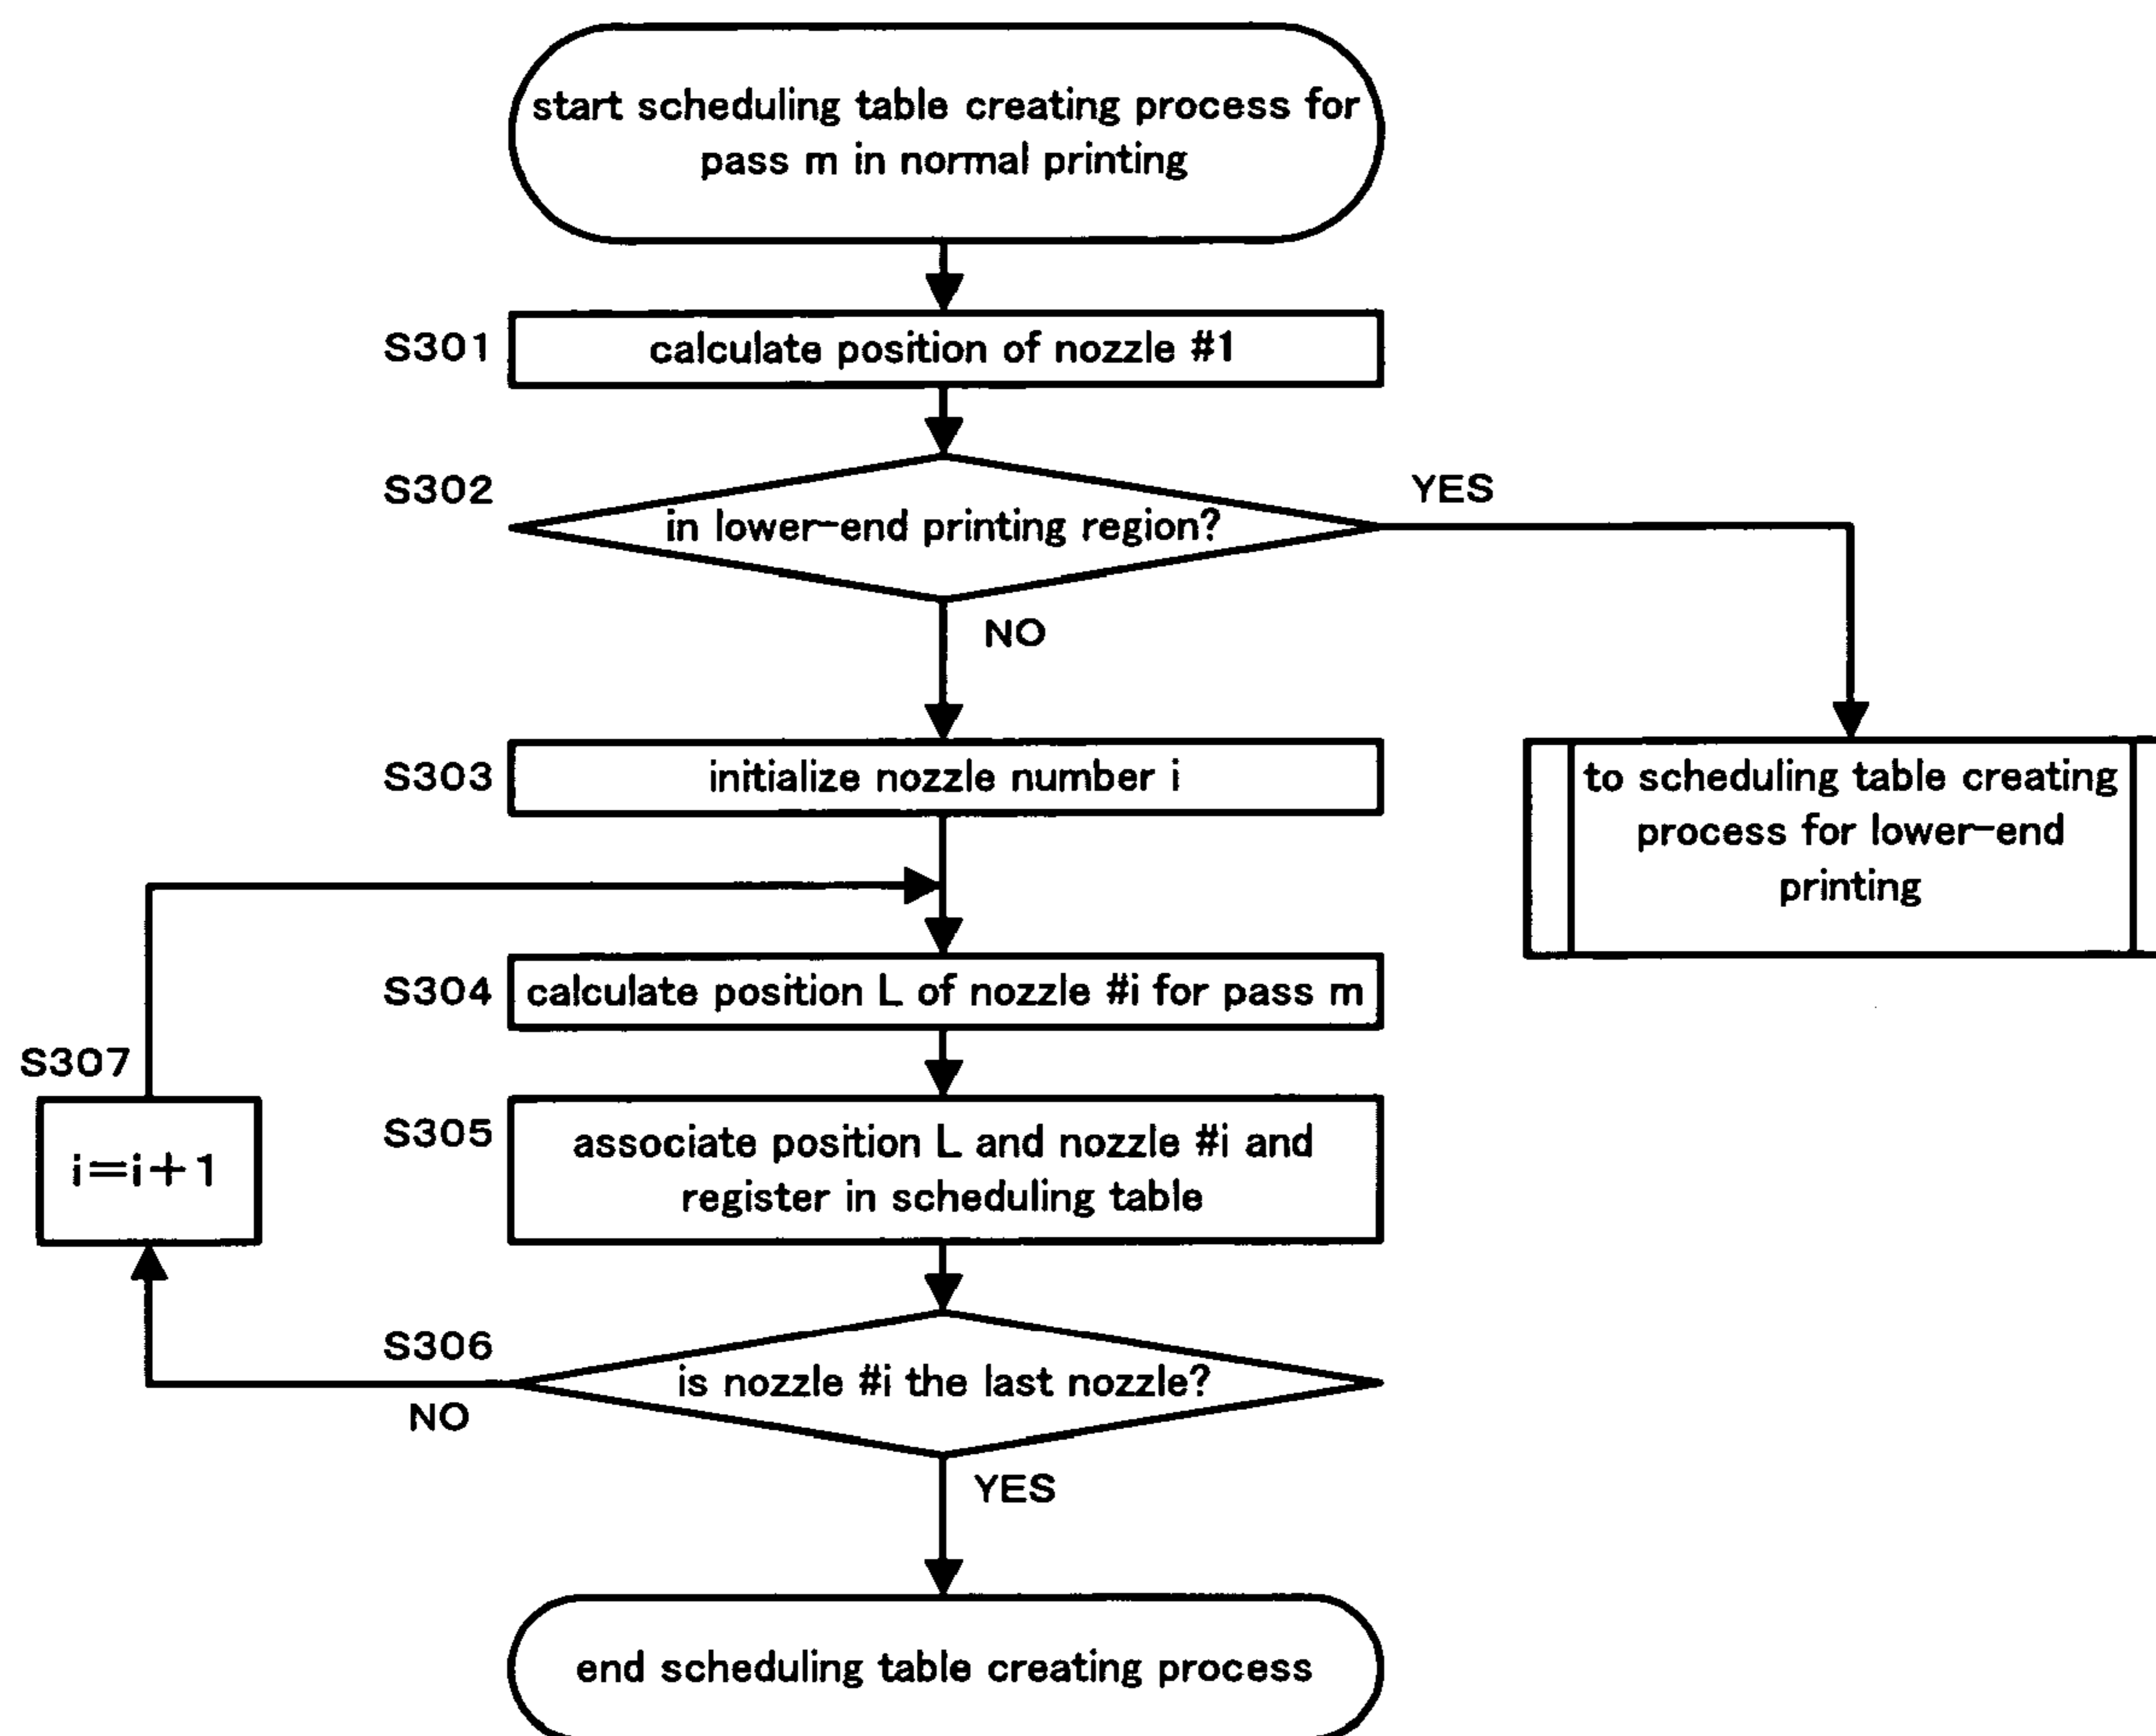 start scheduling table creating process for
pass m in normal printing
S301
calculate position of nozzle #1
S302
in lower-end printing region?
YES
NO
S303
initialize nozzle number i
to scheduling table creating
process for lower-end
printing
S304
calculate position L of nozzle #i for pass m
S307
i=i+1
S305
associate position L and nozzle #i and
register in scheduling table
S306
is nozzle #i the last nozzle?
NO
YES
end scheduling table creating process